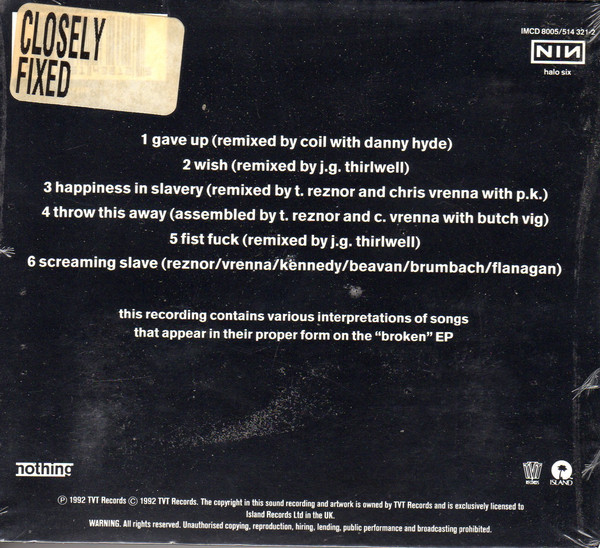 CLOSELY
FIXED
IMCD 8005/514 321-2
NIN
halo six
1 gave up (remixed by coil with danny hyde)
2 wish (remixed by j.g. thirlwell)
3 happiness in slavery (remixed by t. reznor and chris vrenna with p.k.)
4 throw this away (assembled by t. reznor and c. vrenna with butch vig)
5 fist fuck (remixed by j.g. thirlwell)
6 screaming slave (reznor/vrenna/kennedy/beavan/brumbach/flanagan)
this recording contains various interpretations of songs
that appear in their proper form on the "broken" EP
nothing
TVT
ISLAND
℗ 1992 TVT Records © 1992 TVT Records. The copyright in this sound recording and artwork is owned by TVT Records and is exclusively licensed to
Island Records Ltd in the UK.
WARNING. All rights reserved. Unauthorised copying, reproduction, hiring, lending, public performance and broadcasting prohibited.